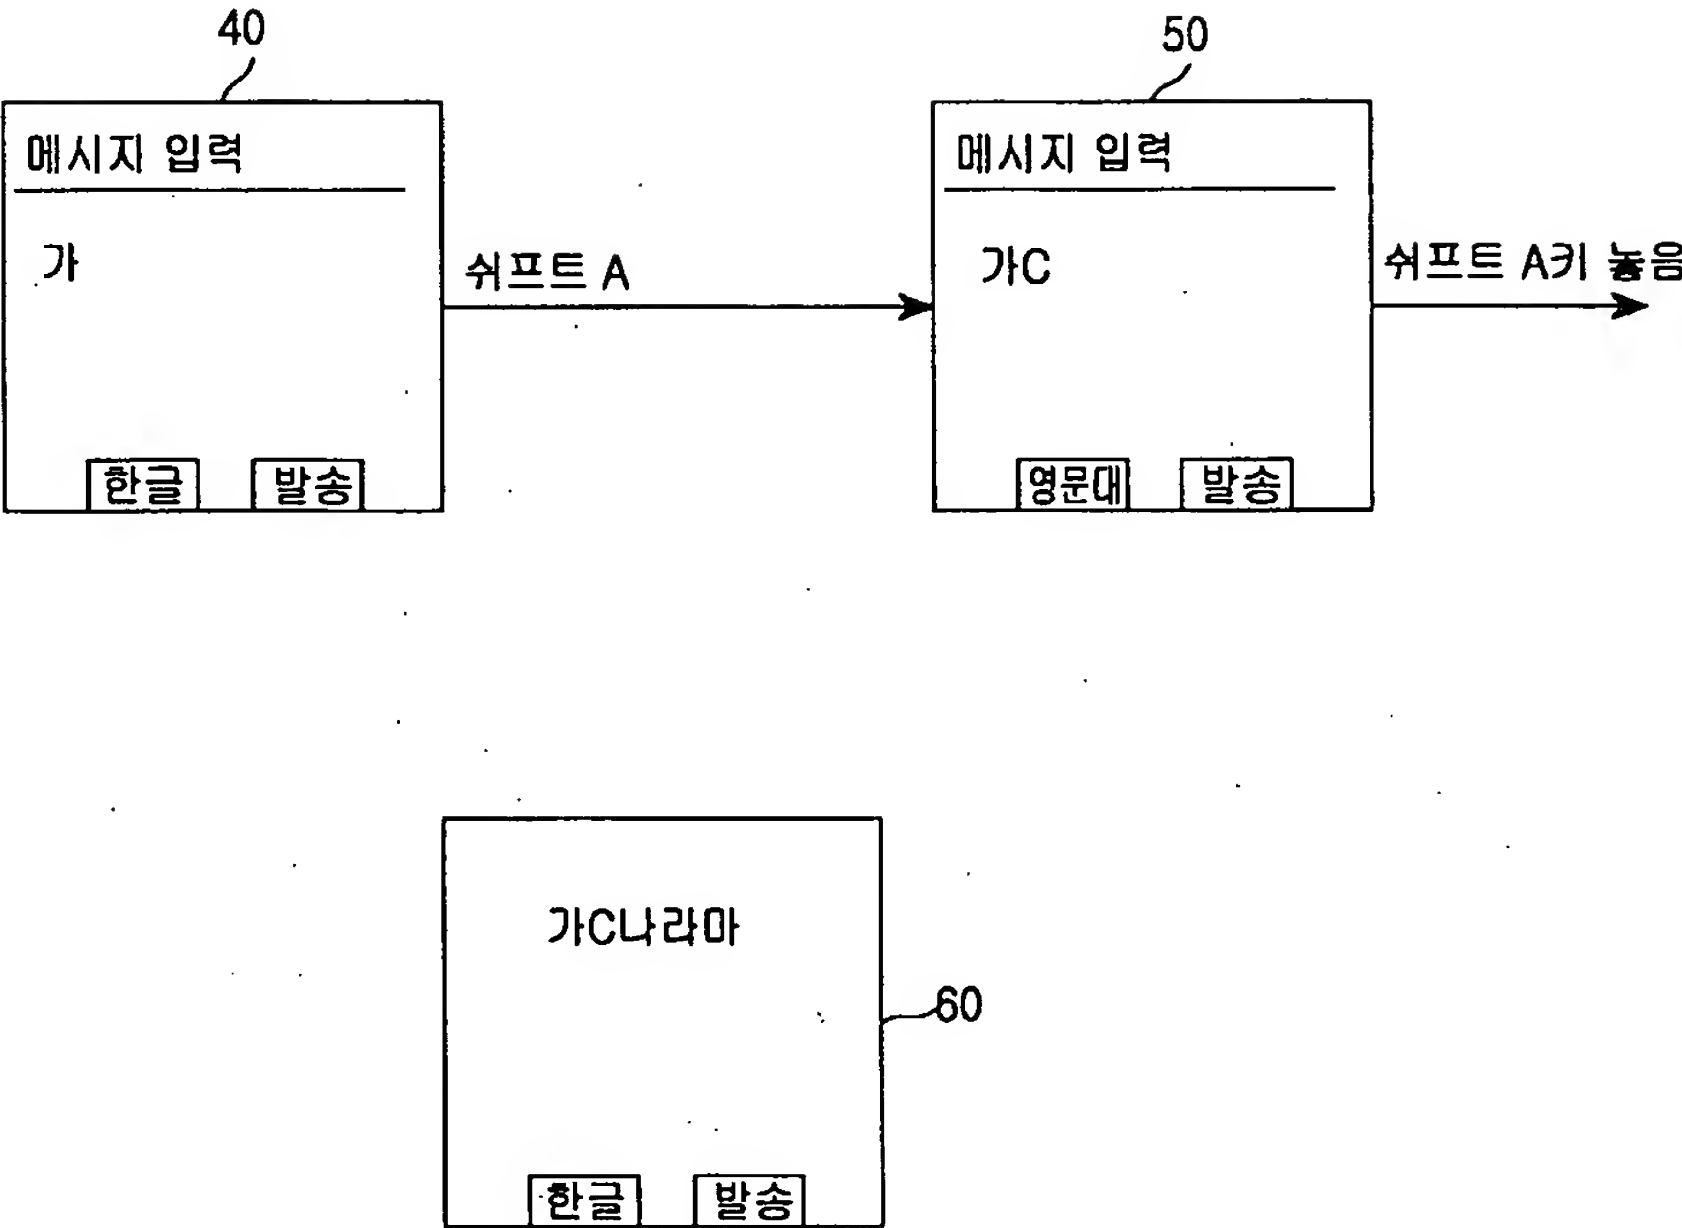 40
메시지 입력
가
한글 발송
쉬프트 A
50
메시지 입력
가C
영문대 발송
쉬프트 A키 놓음
가C나라마
60
한글 발송